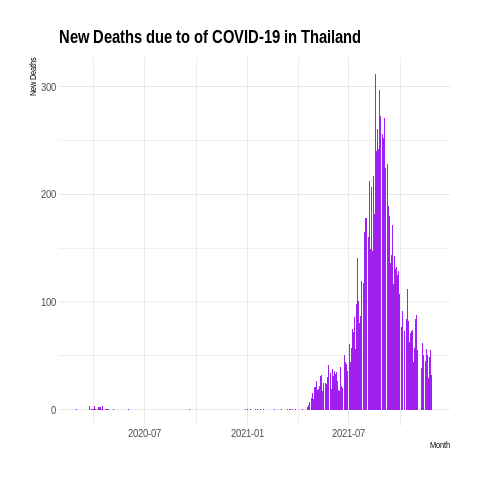 New Deaths due to of COVID-19 in Thailand
New Deaths
300
200
100
0
2020-07
2021-01
2021-07
Month